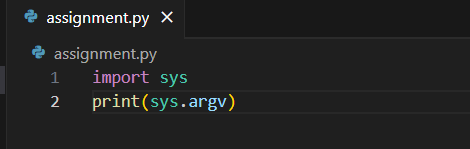 assignment.py ×
assignment.py
1 import sys
2 print(sys.argv)